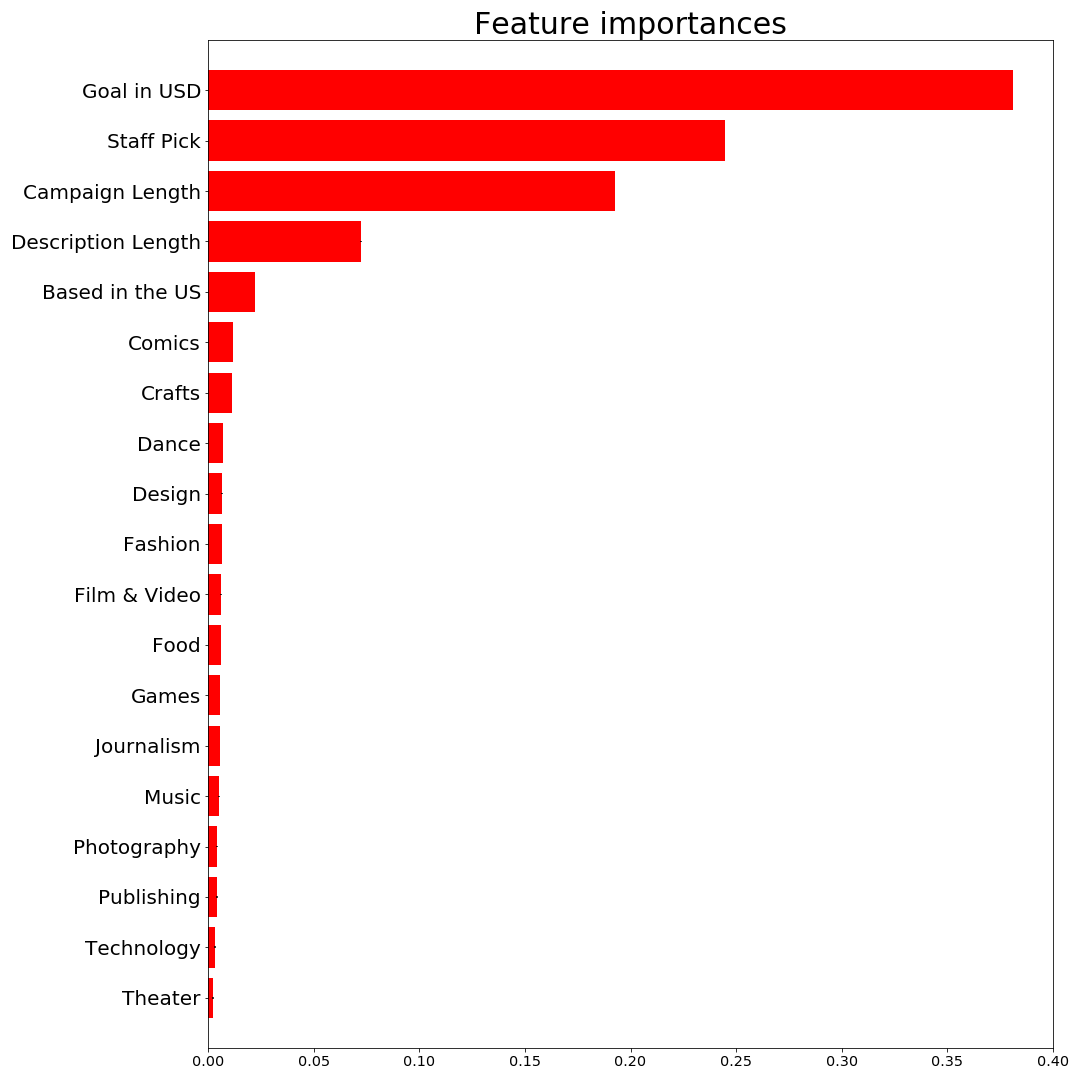 Feature importances
Goal in USD
Staff Pick
Campaign Length
Description Length
Based in the US
Comics
Crafts
Dance
Design
Fashion
Film & Video
Food
Games
Journalism
Music
Photography
Publishing
Technology
Theater
0.00 0.05 0.10 0.15 0.20 0.25 0.30 0.35 0.40